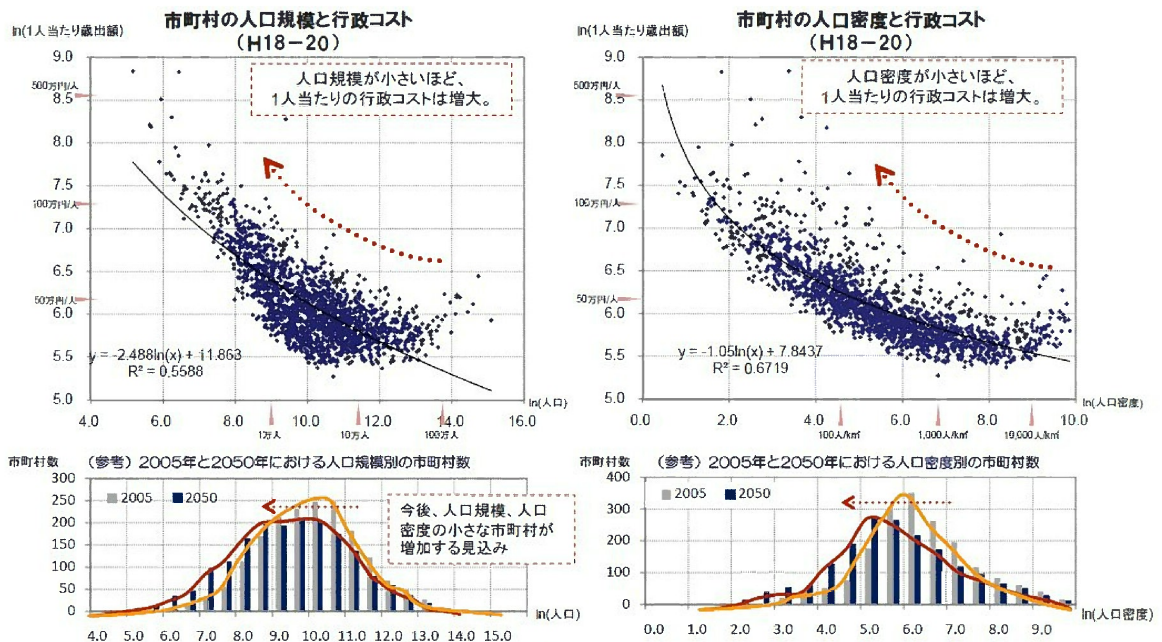 市町村の人口規模と行政コスト
(H18-20)
ln(1人当たり歳出額)
人口規模が小さいほど、
1人当たりの行政コストは増大。
9.0
500万円/人
8.5
8.0
7.5
100万円/人
7.0
6.5
50万円/人
6.0
5.5
5.0
y = -2.488ln(x) + 11.863
R² = 0.5588
4.0 6.0 8.0 10.0 12.0 14.0 16.0
ln(人口)
1万人 10万人 100万人
市町村の人口密度と行政コスト
(H18-20)
ln(1人当たり歳出額)
人口密度が小さいほど、
1人当たりの行政コストは増大。
9.0
500万円/人
8.5
8.0
7.5
100万円/人
7.0
6.5
50万円/人
6.0
5.5
5.0
y = -1.05ln(x) + 7.8437
R² = 0.6719
0.0 2.0 4.0 6.0 8.0 10.0
ln(人口密度)
100人/k㎡ 1,000人/k㎡
市町村数
(参考)2005年と2050年における人口規模別の市町村数
300
250
200
150
100
50
0
2005 2050
今後、人口規模、人口
密度の小さな市町村が
増加する見込み
4.0 5.0 6.0 7.0 8.0 9.0 10.0 11.0 12.0 13.0 14.0 15.0
ln(人口)
市町村数
(参考)2005年と2050年における人口密度別の市町村数
400
300
200
100
0
2005 2050
0.0 1.0 2.0 3.0 4.0 5.0 6.0 7.0 8.0 9.0
ln(人口密度)